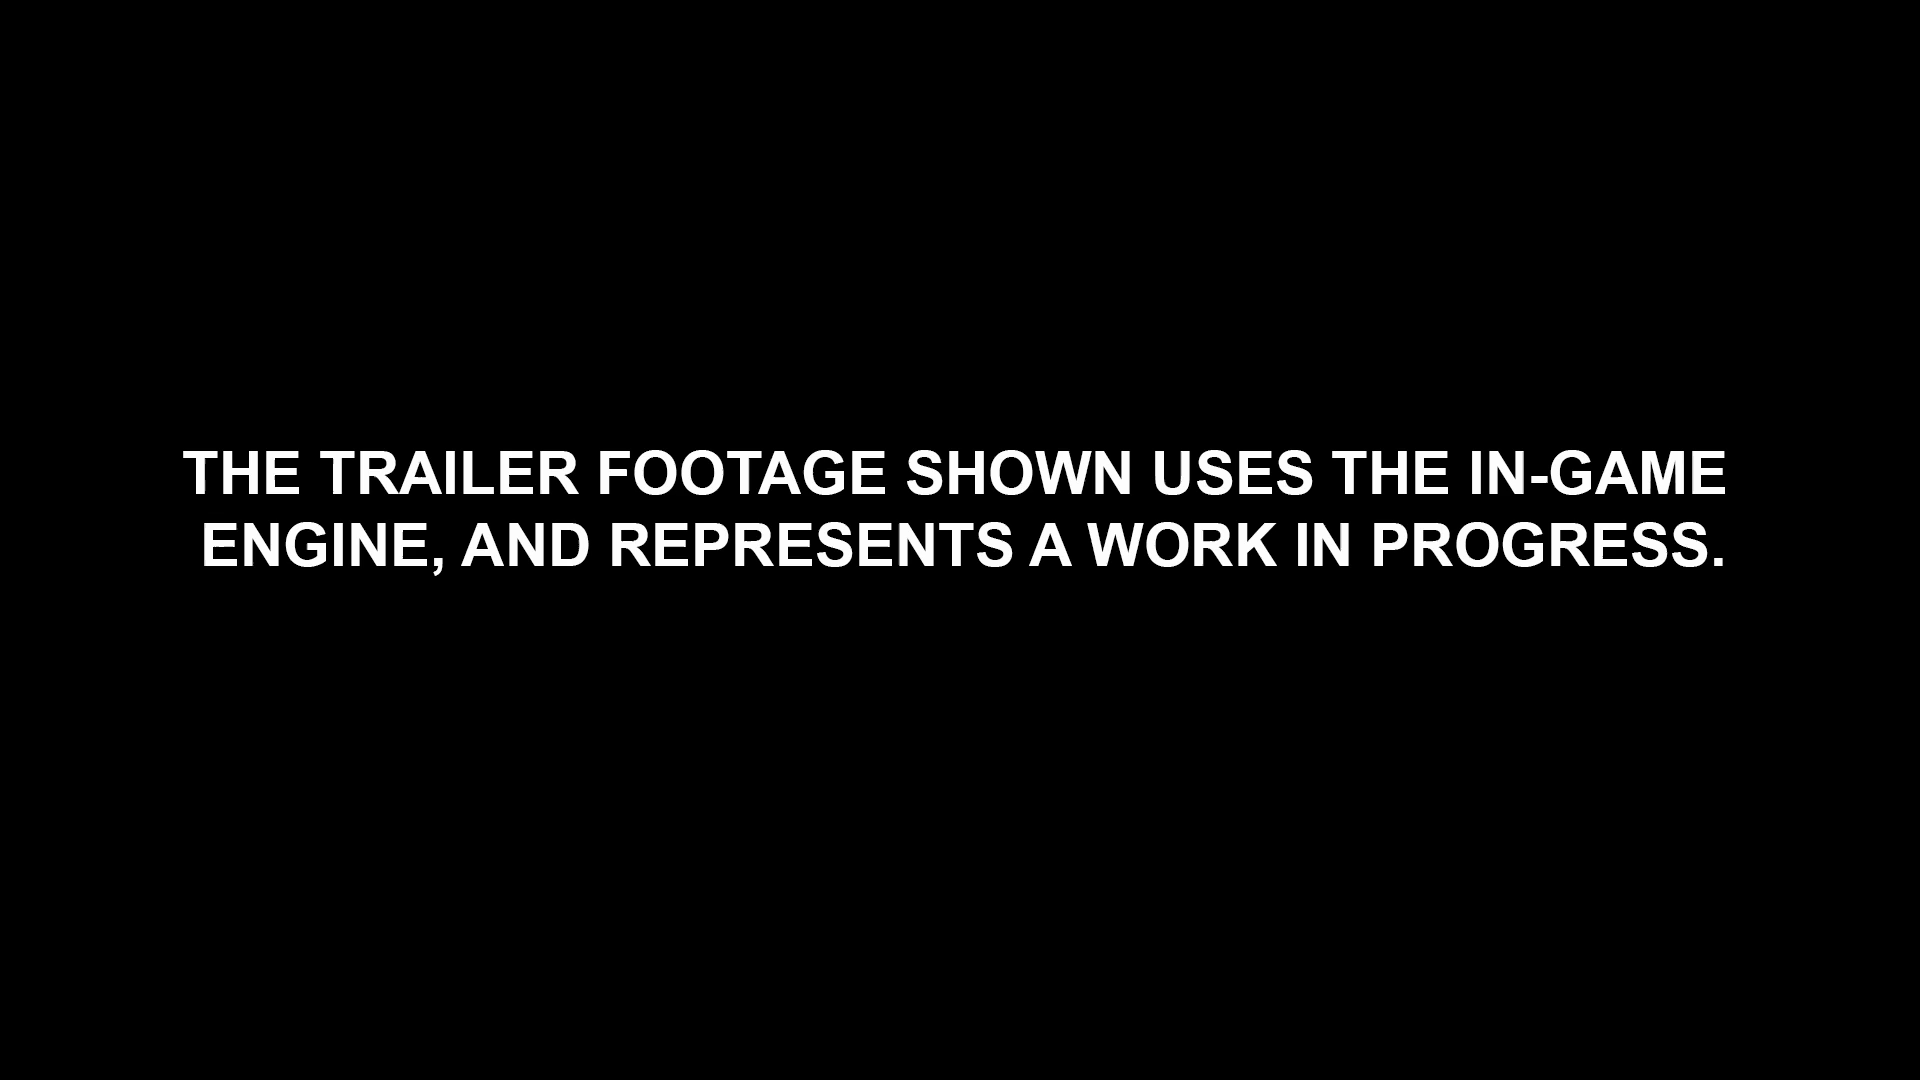 THE TRAILER FOOTAGE SHOWN USES THE IN-GAME
ENGINE, AND REPRESENTS A WORK IN PROGRESS.